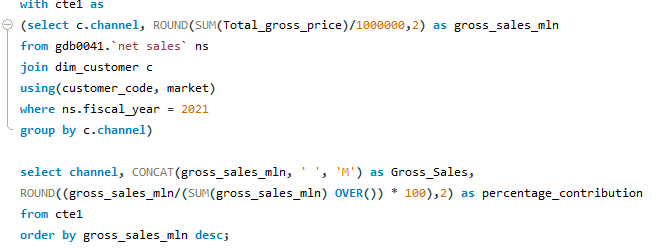 with cte1 as
(select c.channel, ROUND(SUM(Total_gross_price)/1000000,2) as gross_sales_mln
from gdb0041.`net sales` ns
join dim_customer c
using(customer_code, market)
where ns.fiscal_year = 2021
group by c.channel)
select channel, CONCAT(gross_sales_mln, ' ', 'M') as Gross_Sales,
ROUND((gross_sales_mln/(SUM(gross_sales_mln) OVER()) * 100),2) as percentage_contribution
from cte1
order by gross_sales_mln desc;